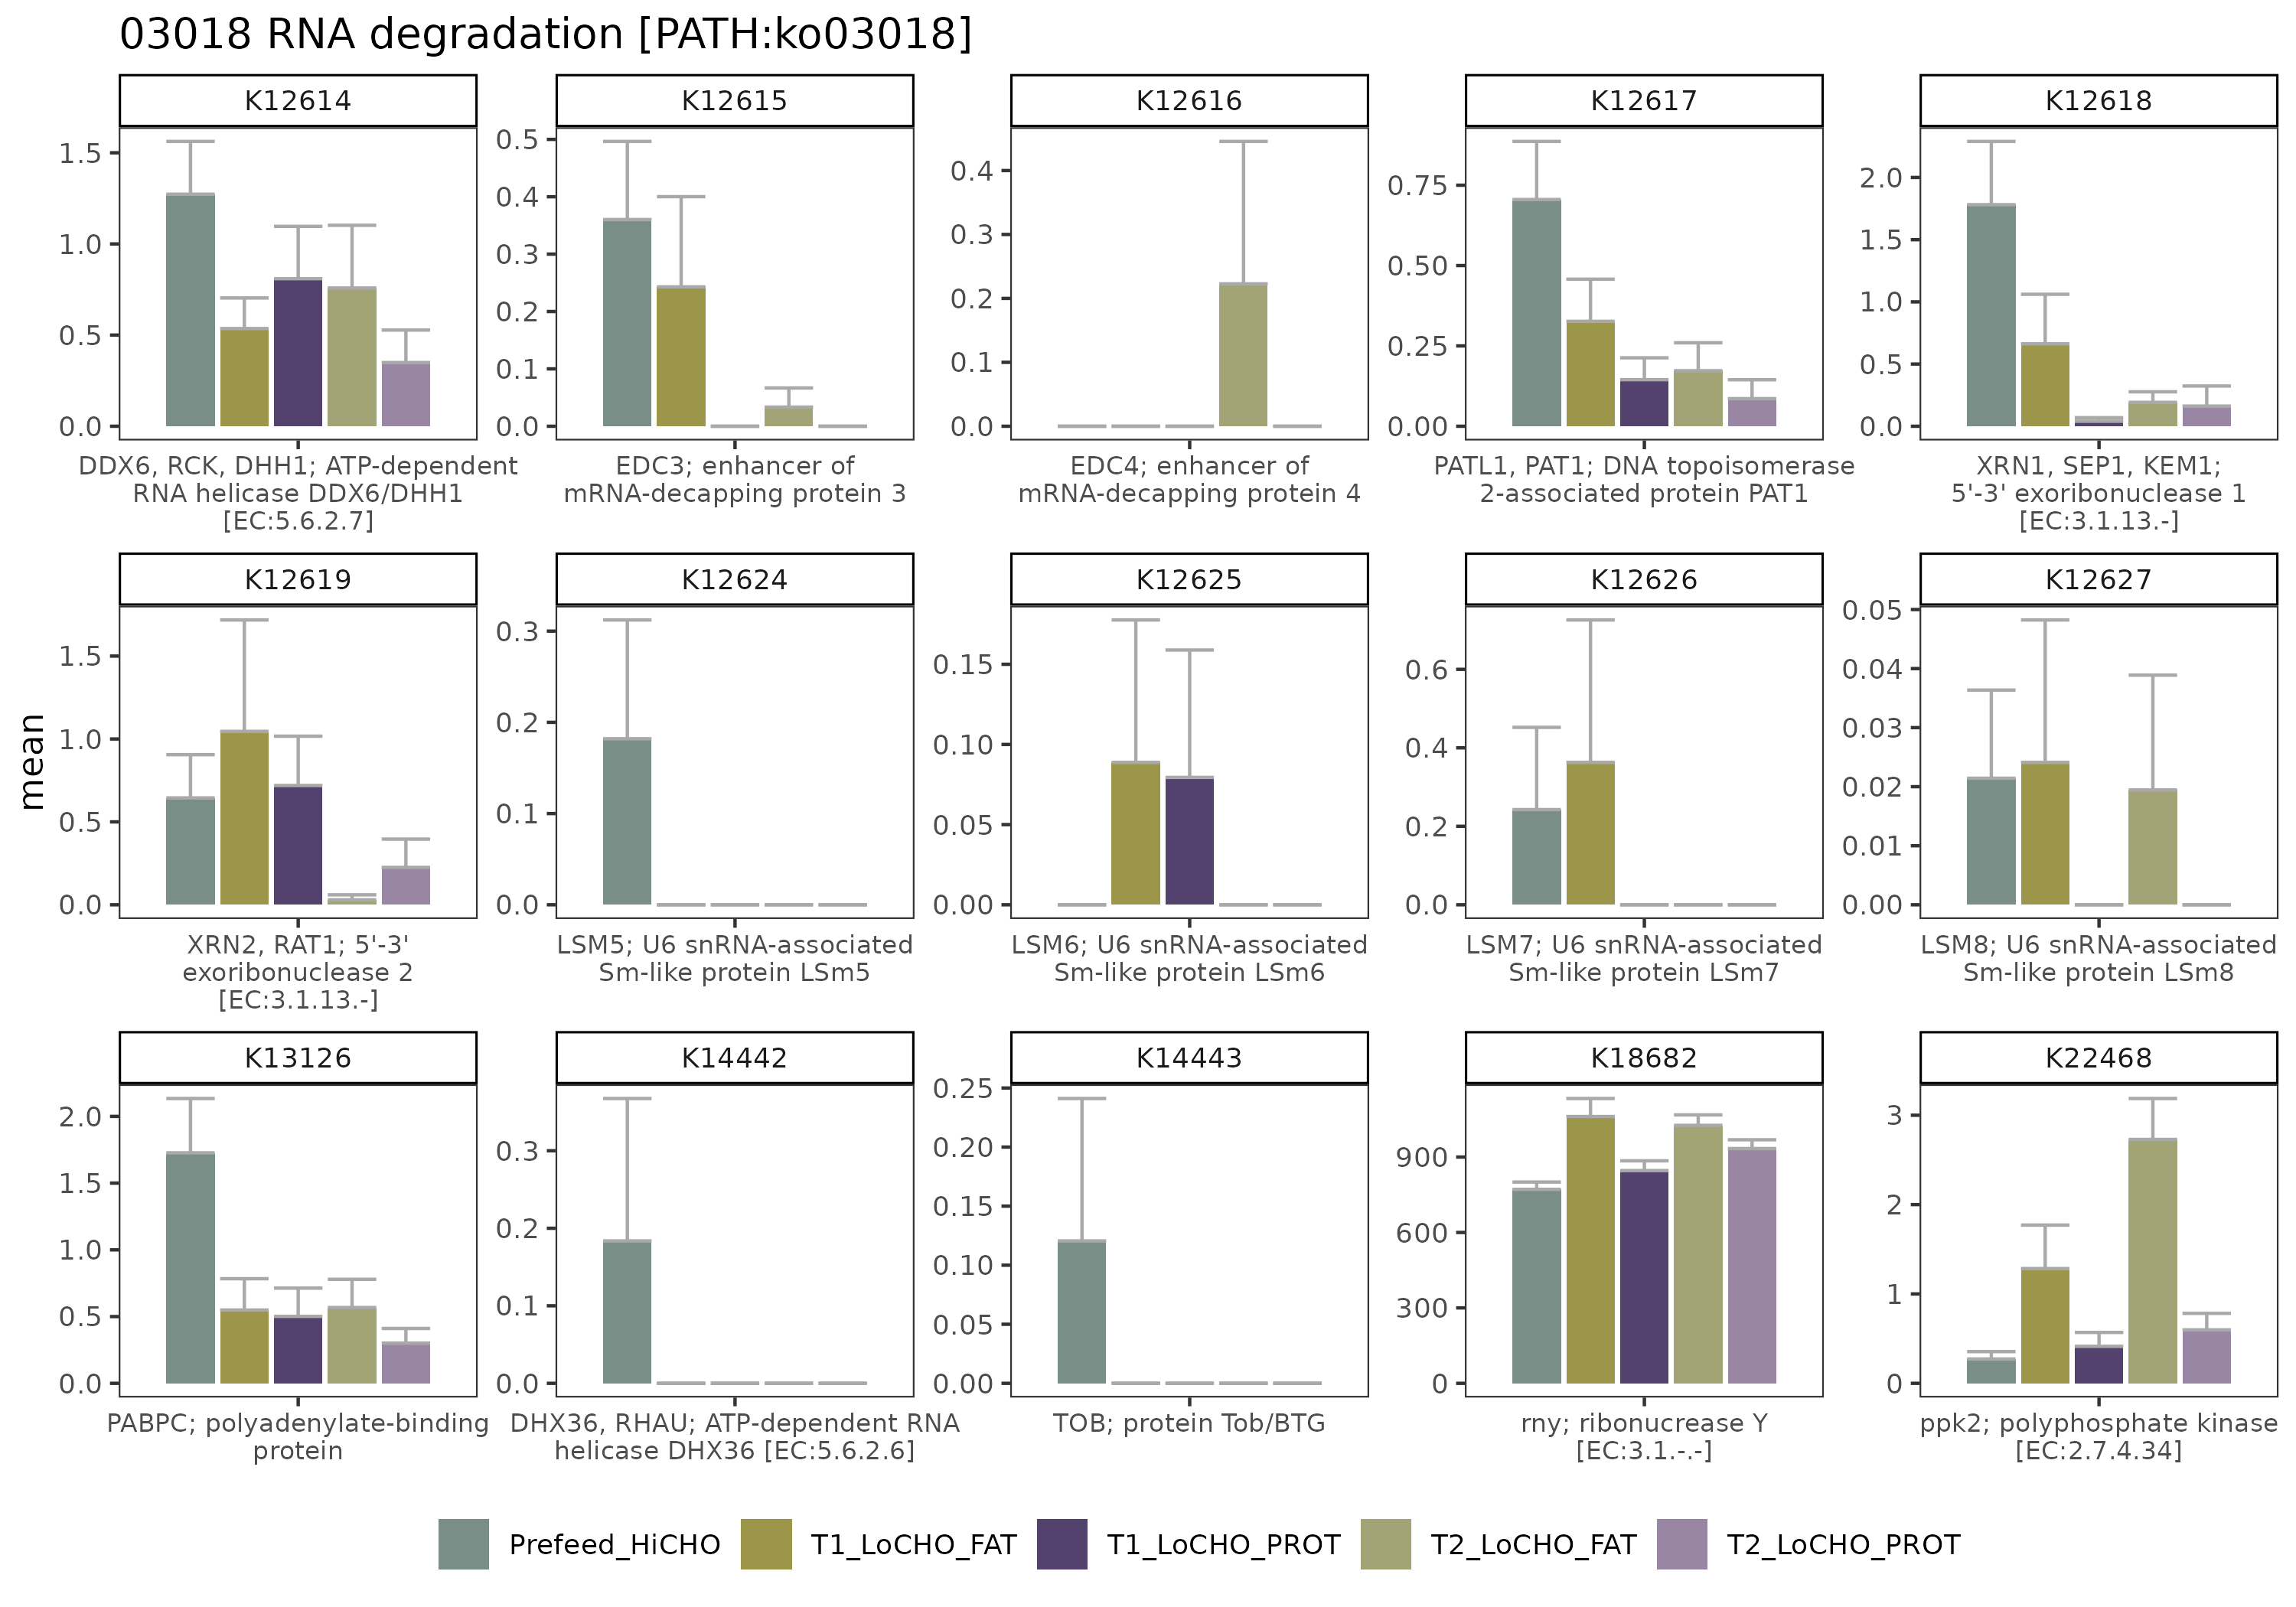 03018 RNA degradation [PATH:ko03018]
K12614
K12615
K12616
K12617
K12618
1.5
1.0
0.5
0.0
0.5
0.4
0.3
0.2
0.1
0.0
0.4
0.3
0.2
0.1
0.0
0.75
0.50
0.25
0.00
2.0
1.5
1.0
0.5
0.0
DDX6, RCK, DHH1; ATP-dependent
RNA helicase DDX6/DHH1
[EC:5.6.2.7]
EDC3; enhancer of
mRNA-decapping protein 3
EDC4; enhancer of
mRNA-decapping protein 4
PATL1, PAT1; DNA topoisomerase
2-associated protein PAT1
XRN1, SEP1, KEM1;
5'-3' exoribonuclease 1
[EC:3.1.13.-]
mean
K12619
K12624
K12625
K12626
K12627
1.5
1.0
0.5
0.0
0.3
0.2
0.1
0.0
0.15
0.10
0.05
0.00
0.6
0.4
0.2
0.0
0.05
0.04
0.03
0.02
0.01
0.00
XRN2, RAT1; 5'-3'
exoribonuclease 2
[EC:3.1.13.-]
LSM5; U6 snRNA-associated
Sm-like protein LSm5
LSM6; U6 snRNA-associated
Sm-like protein LSm6
LSM7; U6 snRNA-associated
Sm-like protein LSm7
LSM8; U6 snRNA-associated
Sm-like protein LSm8
K13126
K14442
K14443
K18682
K22468
2.0
1.5
1.0
0.5
0.0
0.3
0.2
0.1
0.0
0.25
0.20
0.15
0.10
0.05
0.00
900
600
300
0
3
2
1
0
PABPC; polyadenylate-binding
protein
DHX36, RHAU; ATP-dependent RNA
helicase DHX36 [EC:5.6.2.6]
TOB; protein Tob/BTG
rny; ribonucrease Y
[EC:3.1.-.-]
ppk2; polyphosphate kinase
[EC:2.7.4.34]
Prefeed_HiCHO
T1_LoCHO_FAT
T1_LoCHO_PROT
T2_LoCHO_FAT
T2_LoCHO_PROT